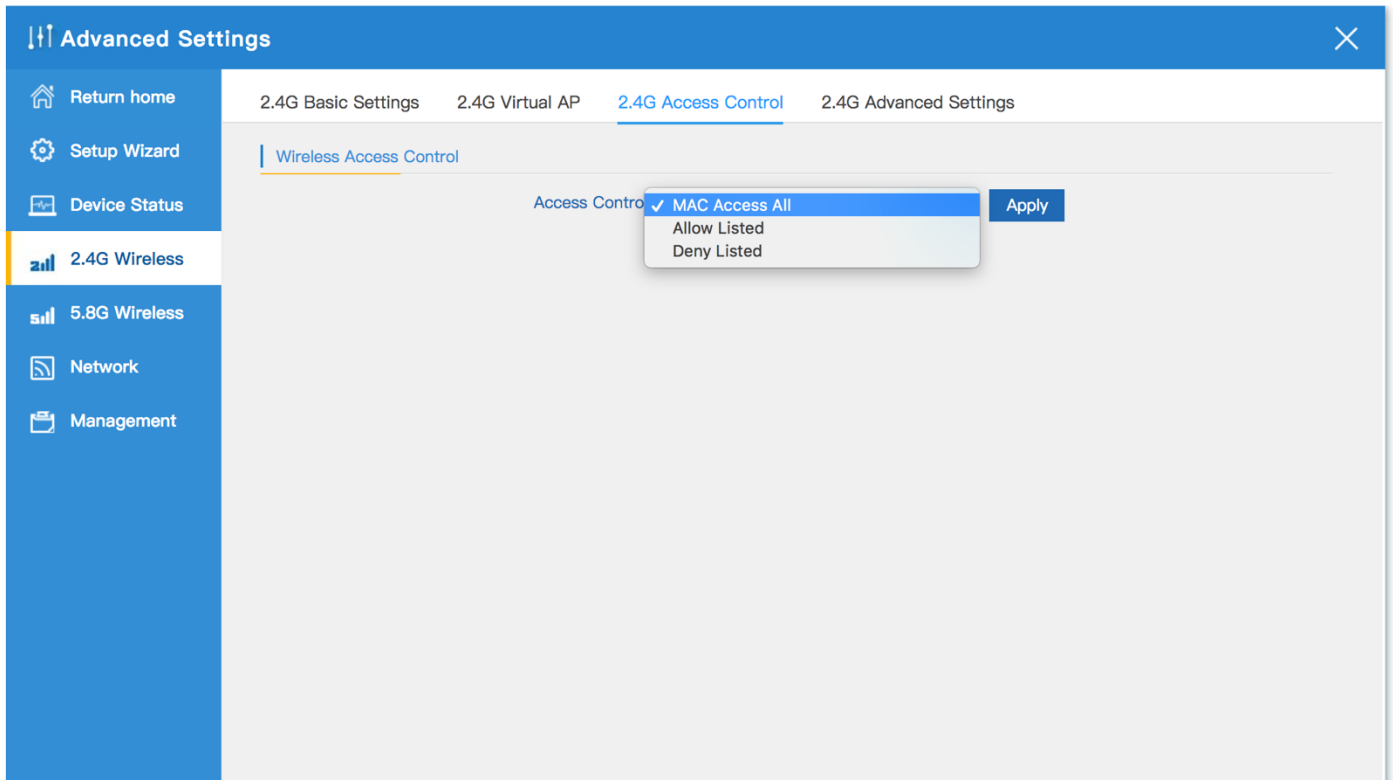 Advanced Settings
Return home
Setup Wizard
Device Status
2.4G Wireless
5.8G Wireless
Network
Management
2.4G Basic Settings 2.4G Virtual AP 2.4G Access Control 2.4G Advanced Settings
Wireless Access Control
Access Contro ✓ MAC Access All Apply
Allow Listed
Deny Listed